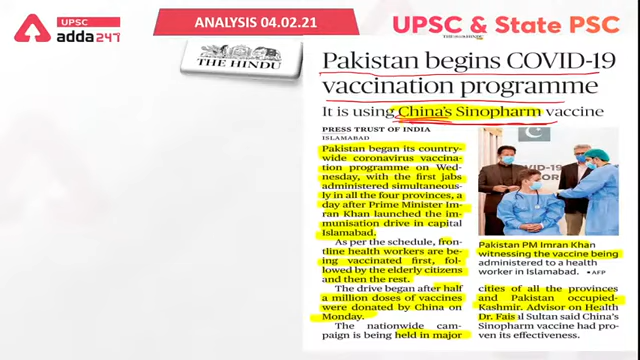 UPSC
adda247
ANALYSIS 04.02.21
UPSC & State PSC
THE HINDU
THE HINDU
Pakistan begins COVID-19
vaccination programme
It is using China's Sinopharm vaccine
PRESS TRUST OF INDIA
ISLAMABAD
Pakistan began its country-
wide coronavirus vaccina-
tion programme on Wed-
nesday, with the first jabs
administered simultaneous-
ly in all the four provinces, a
day after Prime Minister Im-
ran Khan launched the im-
munisation drive in capital
Islamabad.
As per the schedule, fron-
tline health workers are be-
ing vaccinated first, fol-
lowed by the elderly citizens
and then the rest.
The drive began after half
a million doses of vaccines
were donated by China on
Monday.
The nationwide cam-
paign is being held in major
OVID-19
OR
Pakistan PM Imran Khan
witnessing the vaccine being
administered to a health
worker in Islamabad. • AFP
cities of all the provinces
and Pakistan occupied-
Kashmir. Advisor on Health
Dr. Fais il Sultan said China's
Sinopharm vaccine had pro-
ven its effectiveness.